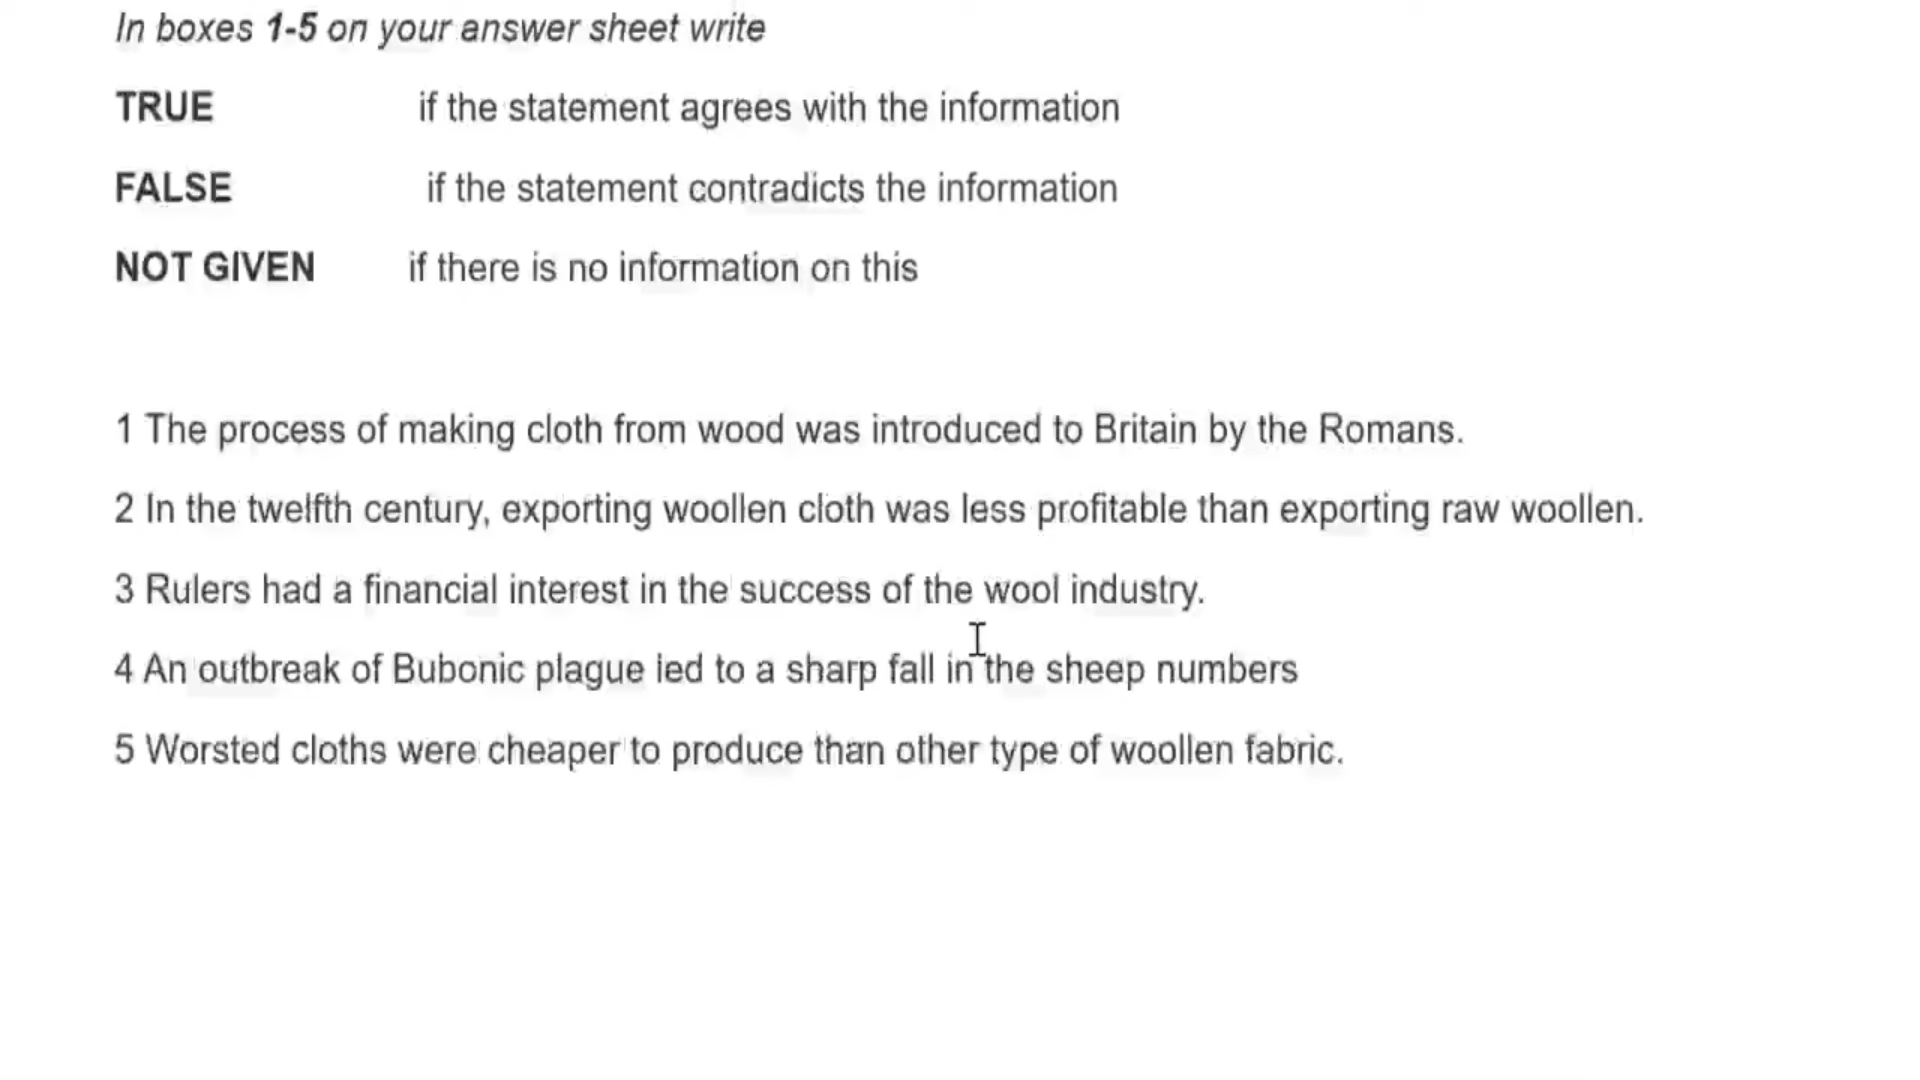 In boxes 1-5 on your answer sheet write
TRUE if the statement agrees with the information
FALSE if the statement contradicts the information
NOT GIVEN if there is no information on this
1 The process of making cloth from wood was introduced to Britain by the Romans.
2 In the twelfth century, exporting woollen cloth was less profitable than exporting raw woollen.
3 Rulers had a financial interest in the success of the wool industry.
4 An outbreak of Bubonic plague led to a sharp fall in the sheep numbers
5 Worsted cloths were cheaper to produce than other type of woollen fabric.